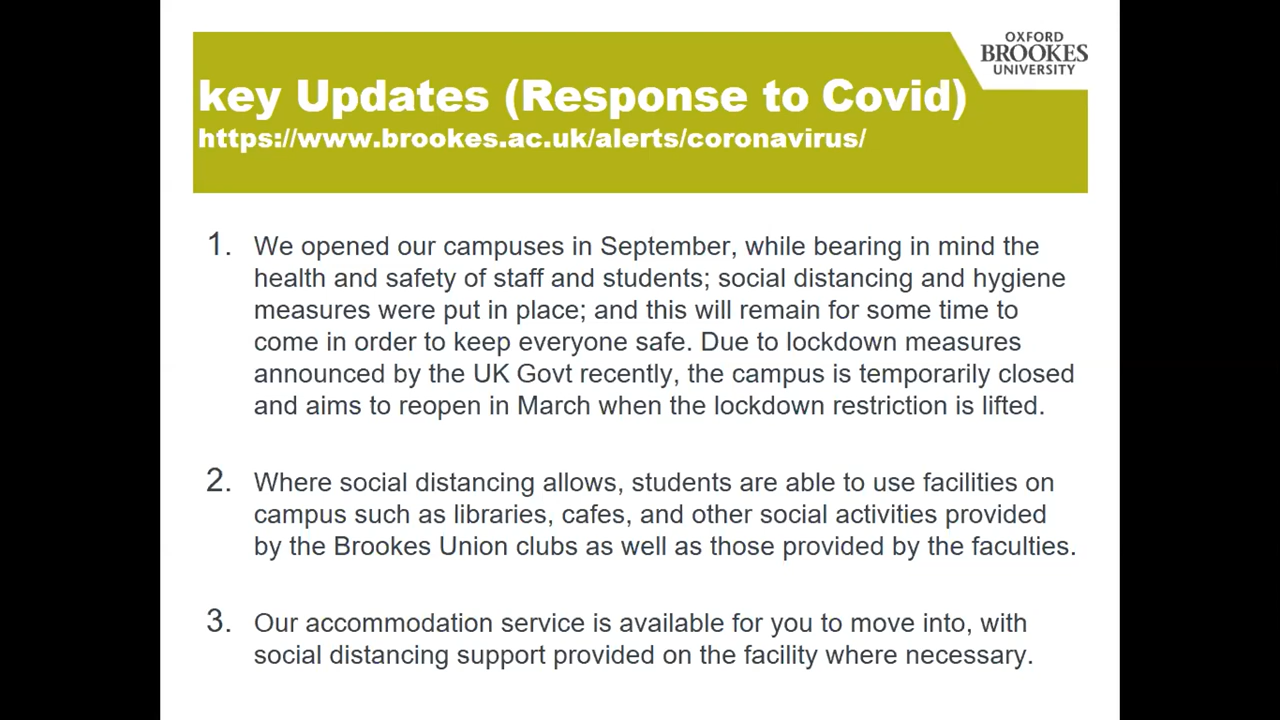 OXFORD
BROOKES
UNIVERSITY
key Updates (Response to Covid)
https://www.brookes.ac.uk/alerts/coronavirus/
1. We opened our campuses in September, while bearing in mind the
health and safety of staff and students; social distancing and hygiene
measures were put in place; and this will remain for some time to
come in order to keep everyone safe. Due to lockdown measures
announced by the UK Govt recently, the campus is temporarily closed
and aims to reopen in March when the lockdown restriction is lifted.
2. Where social distancing allows, students are able to use facilities on
campus such as libraries, cafes, and other social activities provided
by the Brookes Union clubs as well as those provided by the faculties.
3. Our accommodation service is available for you to move into, with
social distancing support provided on the facility where necessary.